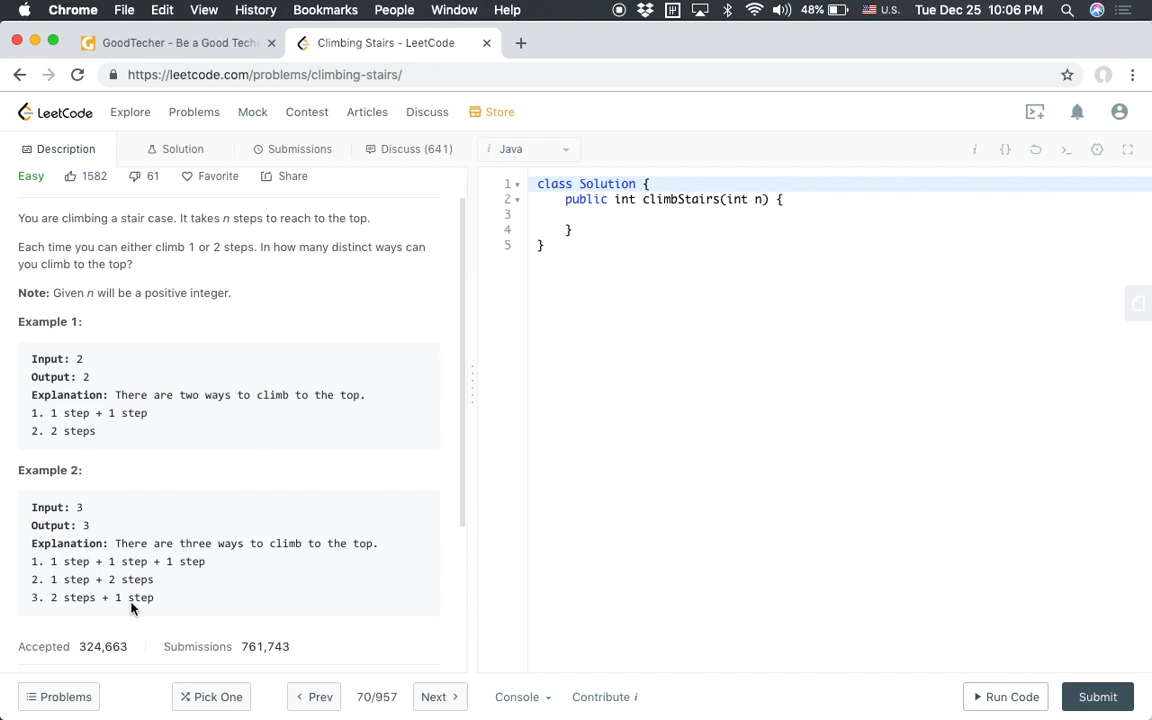 Chrome File Edit View History Bookmarks People Window Help 48% U.S. Tue Dec 25 10:06 PM
GoodTecher - Be a Good Teche Climbing Stairs - LeetCode
https://leetcode.com/problems/climbing-stairs/
LeetCode Explore Problems Mock Contest Articles Discuss Store
Description Solution Submissions Discuss (641) i Java
Easy 1582 61 Favorite Share
You are climbing a stair case. It takes n steps to reach to the top.
Each time you can either climb 1 or 2 steps. In how many distinct ways can
you climb to the top?
Note: Given n will be a positive integer.
Example 1:
Input: 2
Output: 2
Explanation: There are two ways to climb to the top.
1. 1 step + 1 step
2. 2 steps
Example 2:
Input: 3
Output: 3
Explanation: There are three ways to climb to the top.
1. 1 step + 1 step + 1 step
2. 1 step + 2 steps
3. 2 steps + 1 step
Accepted 324,663 Submissions 761,743
1 class Solution {
2 public int climbStairs(int n) {
3
4 }
5 }
Problems Pick One Prev 70/957 Next Console Contribute i Run Code Submit